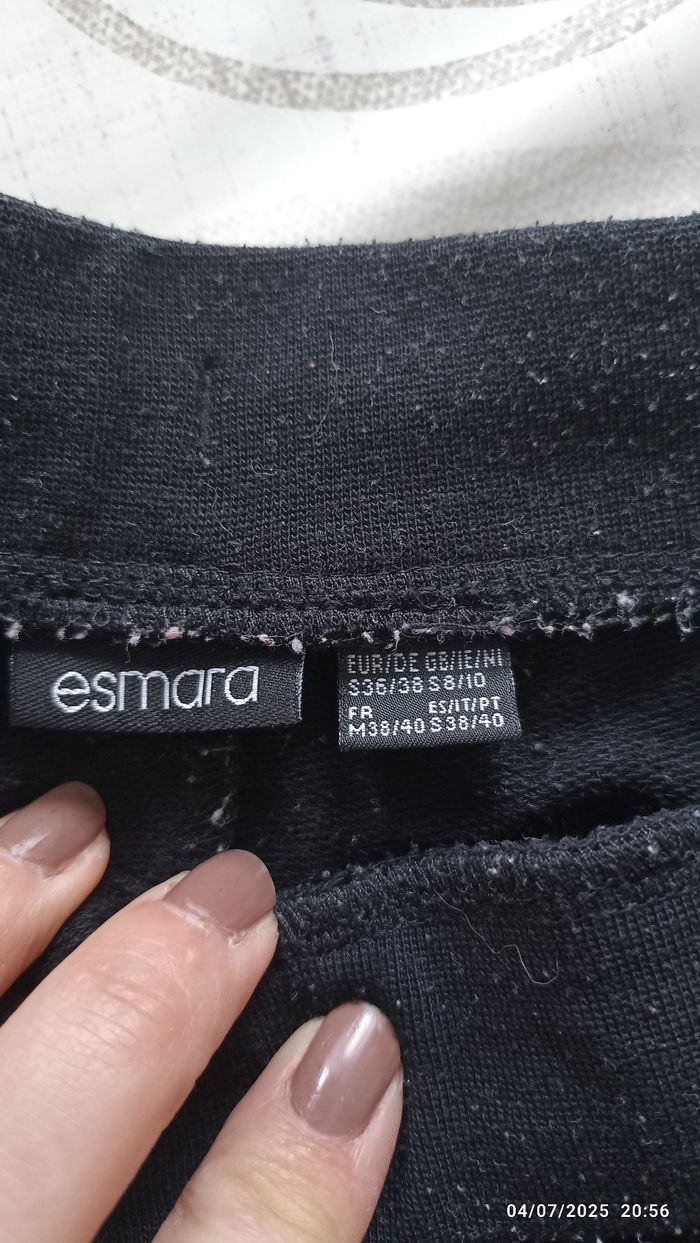 esmara
EUR/DE GB/IE/NI
S36/38 S8/10
FR ES/IT/PT
M38/40 S38/40
04/07/2025 20:56